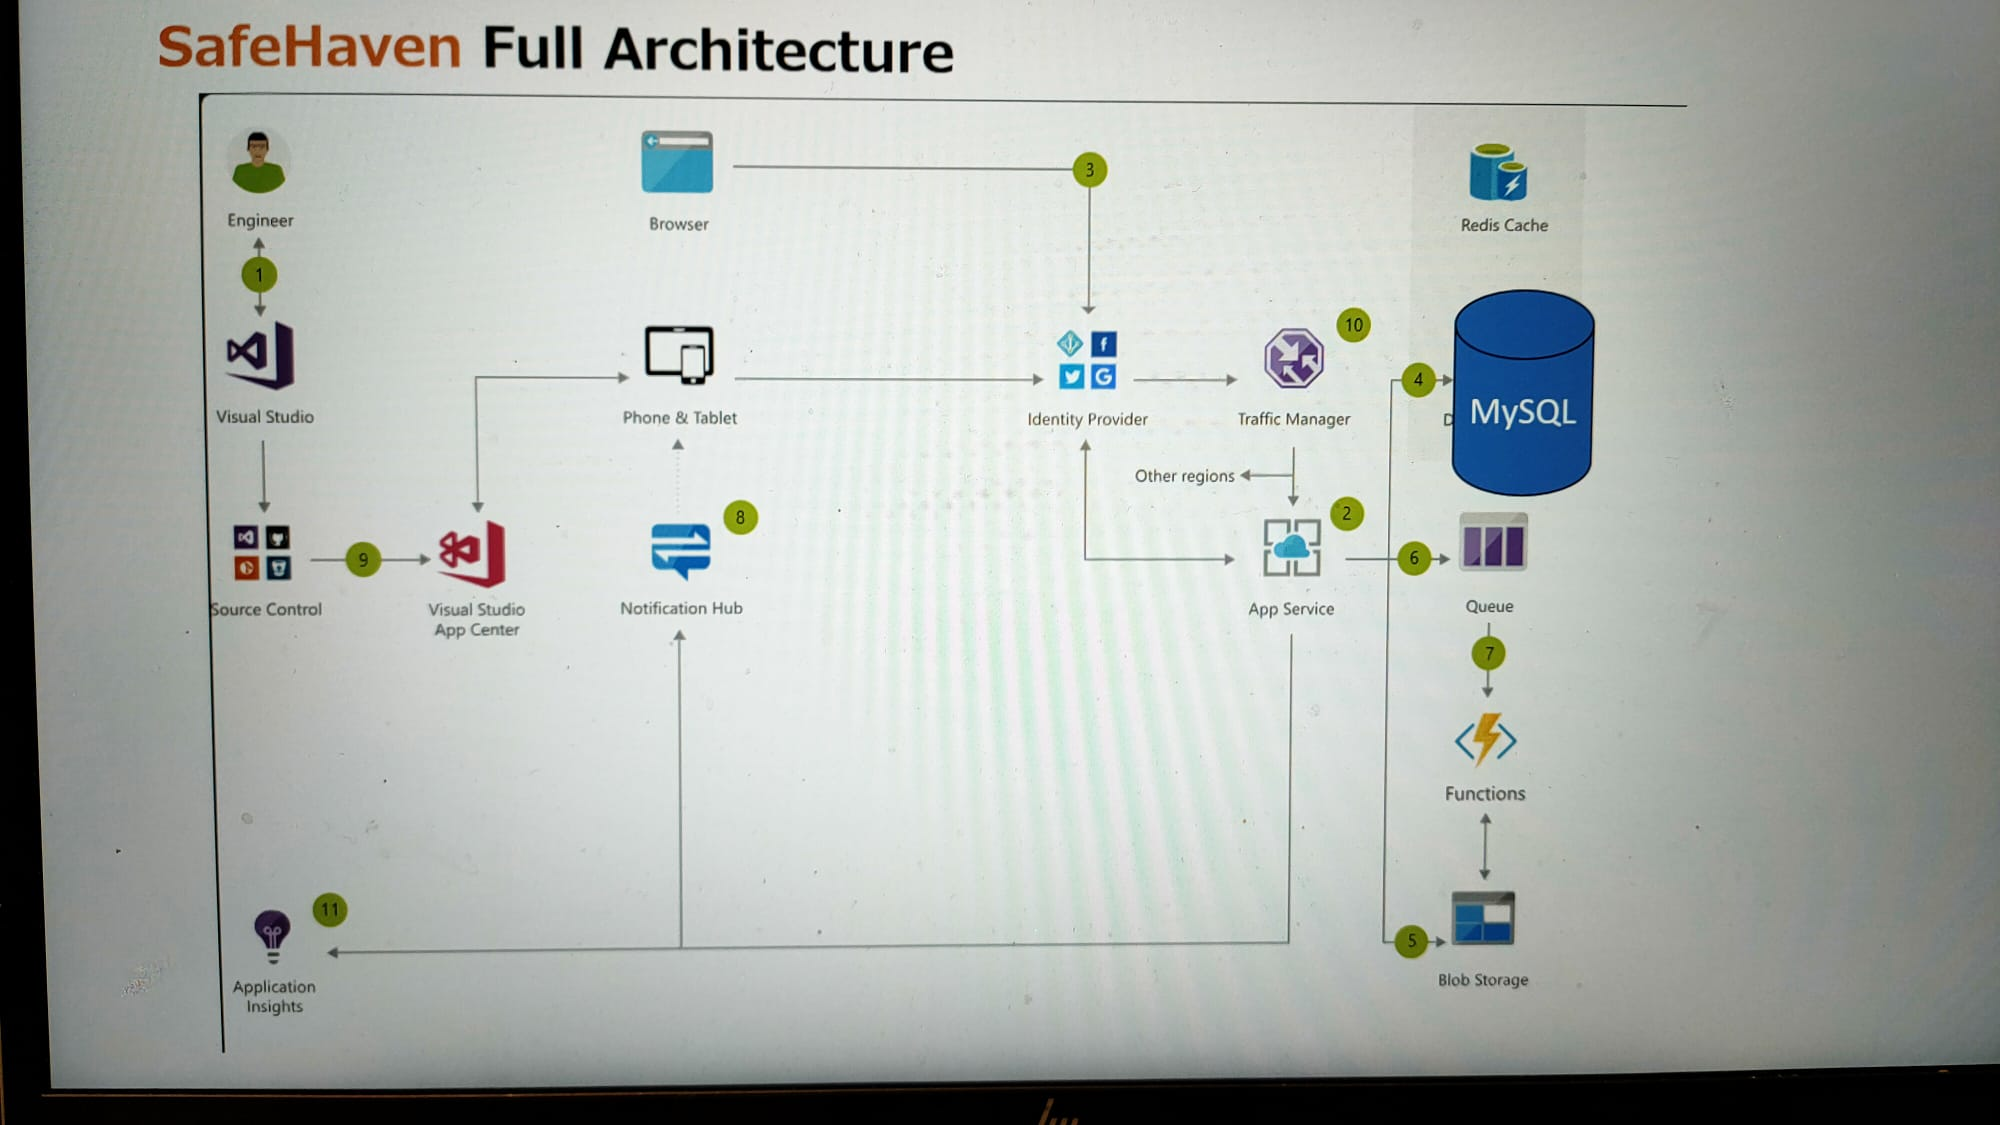 SafeHaven Full Architecture
Engineer
1
Visual Studio
Source Control
9
Visual Studio
App Center
Browser
3
Phone & Tablet
8
Notification Hub
Identity Provider
10
Traffic Manager
Other regions
2
App Service
Redis Cache
4
D
MySQL
6
Queue
7
Functions
5
Blob Storage
11
Application
Insights
hp